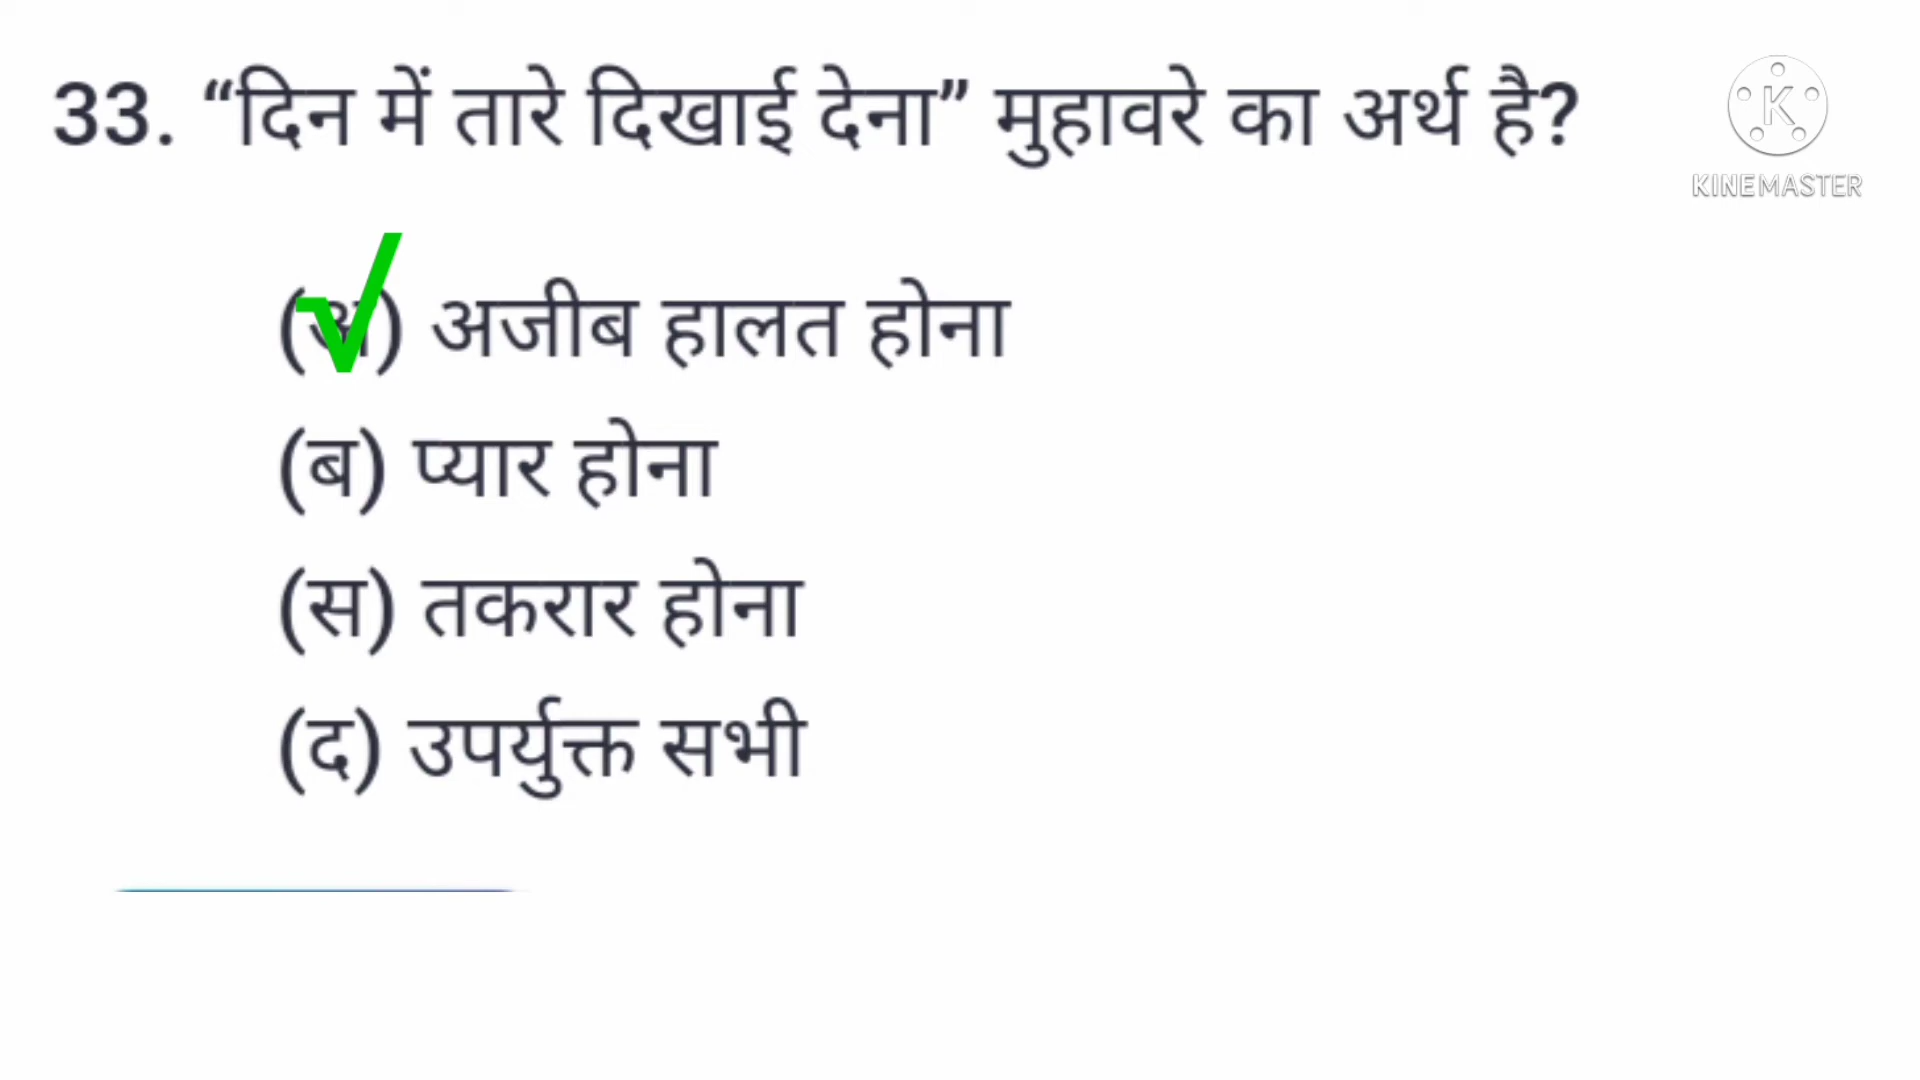 33. “दिन में तारे दिखाई देना” मुहावरे का अर्थ है?
K
KINEMASTER
(अ) अजीब हालत होना
(ब) प्यार होना
(स) तकरार होना
(द) उपर्युक्त सभी